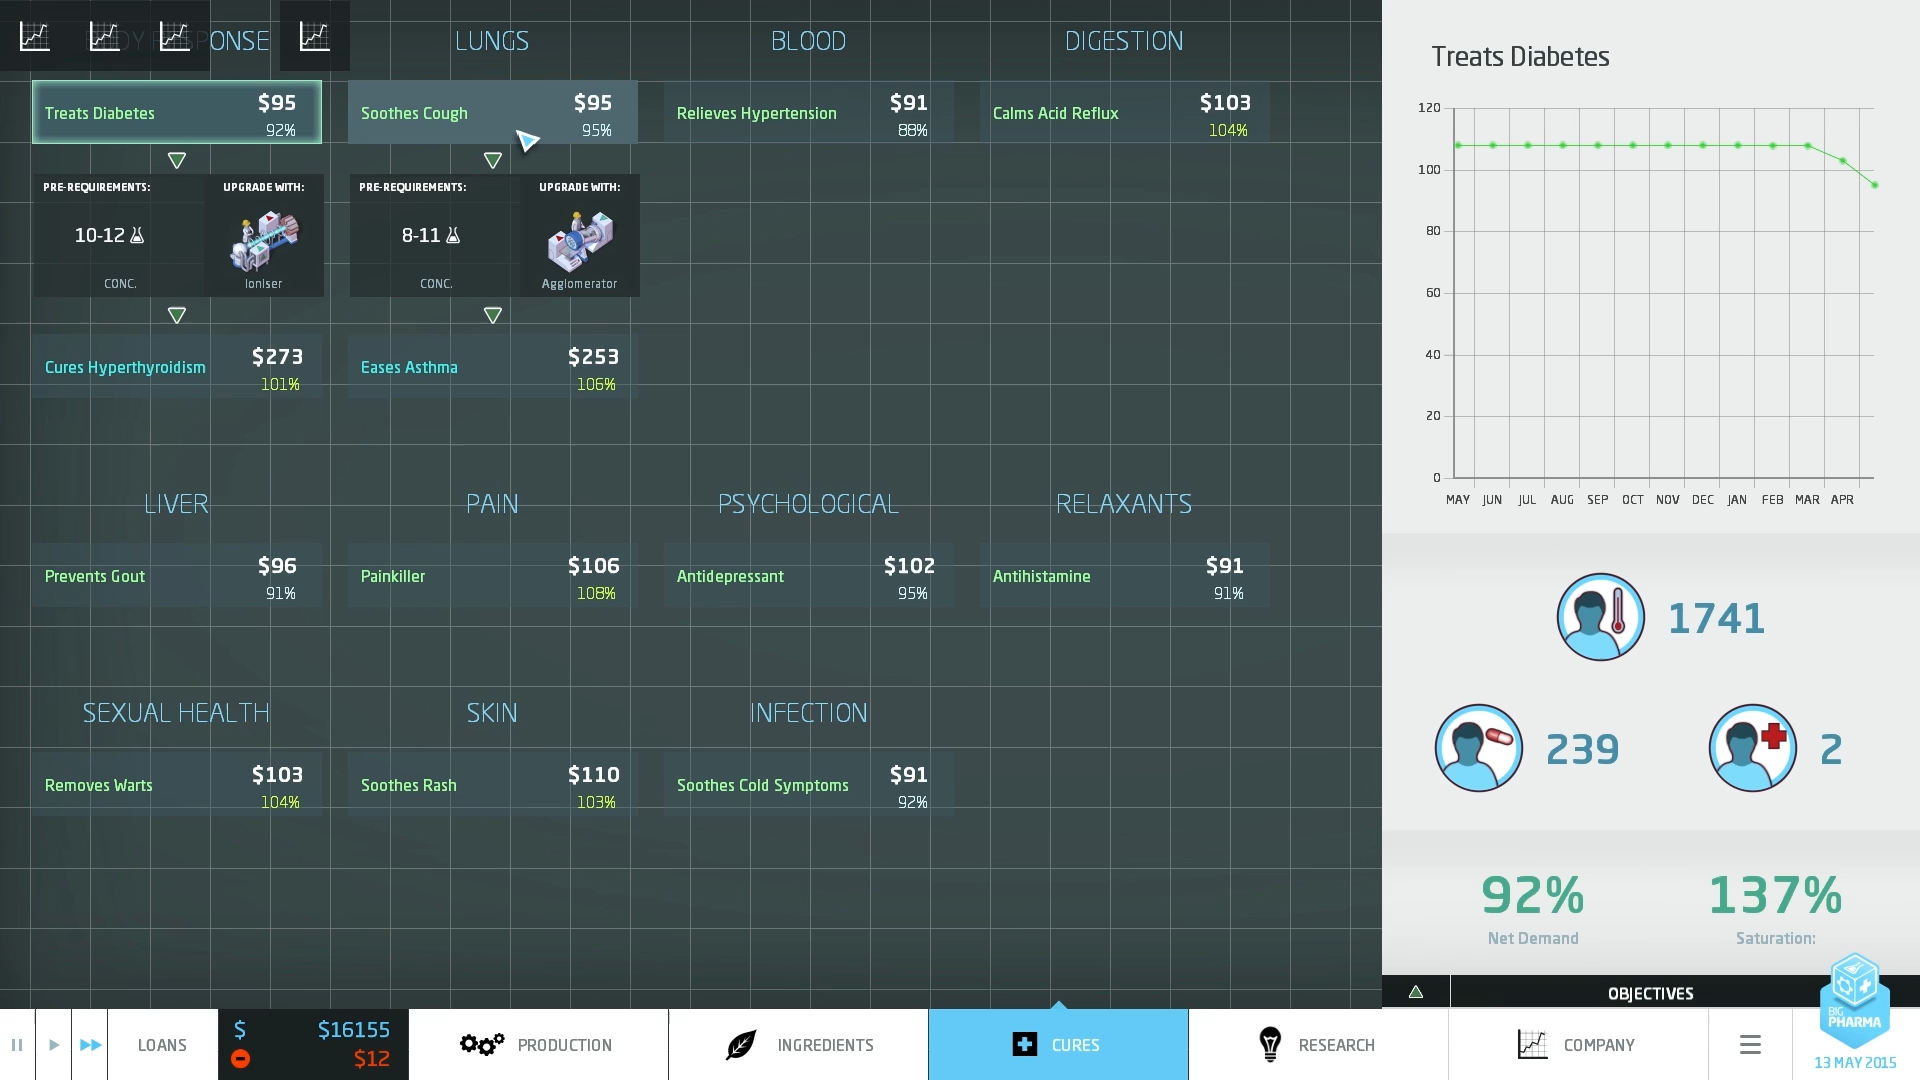 BODY RESPONSE
LUNGS
BLOOD
DIGESTION
Treats Diabetes $95
92%
Soothes Cough $95
95%
Relieves Hypertension $91
88%
Calms Acid Reflux $103
104%
PRE-REQUIREMENTS: UPGRADE WITH:
10-12
CONC. Ioniser
PRE-REQUIREMENTS: UPGRADE WITH:
8-11
CONC. Agglomerator
Cures Hyperthyroidism $273
101%
Eases Asthma $253
106%
LIVER
PAIN
PSYCHOLOGICAL
RELAXANTS
Prevents Gout $96
91%
Painkiller $106
108%
Antidepressant $102
95%
Antihistamine $91
91%
SEXUAL HEALTH
SKIN
INFECTION
Removes Warts $103
104%
Soothes Rash $110
103%
Soothes Cold Symptoms $91
92%
Treats Diabetes
120
100
80
60
40
20
0
MAY JUN JUL AUG SEP OCT NOV DEC JAN FEB MAR APR
1741
239
2
92%
Net Demand
137%
Saturation:
OBJECTIVES
LOANS
$ $16155
$12
PRODUCTION
INGREDIENTS
CURES
RESEARCH
COMPANY
BIG
PHARMA
13 MAY 2015